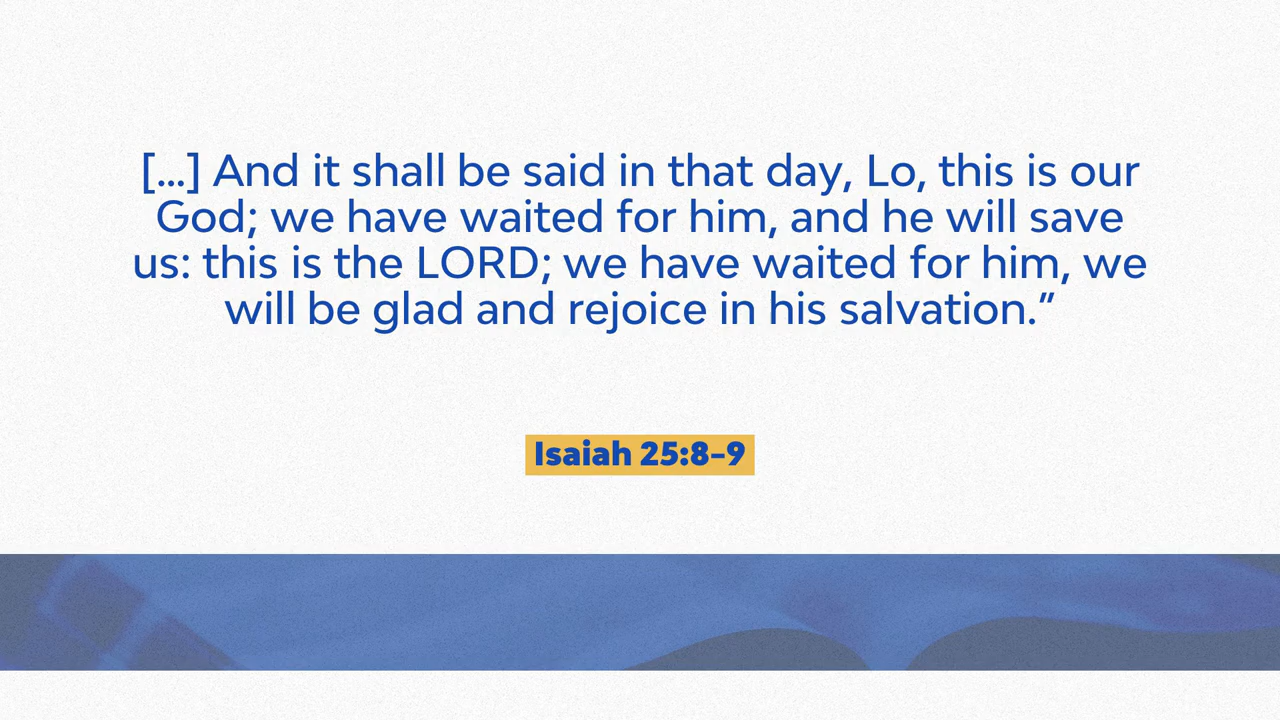 [...] And it shall be said in that day, Lo, this is our
God; we have waited for him, and he will save
us: this is the LORD; we have waited for him, we
will be glad and rejoice in his salvation.”
Isaiah 25:8–9